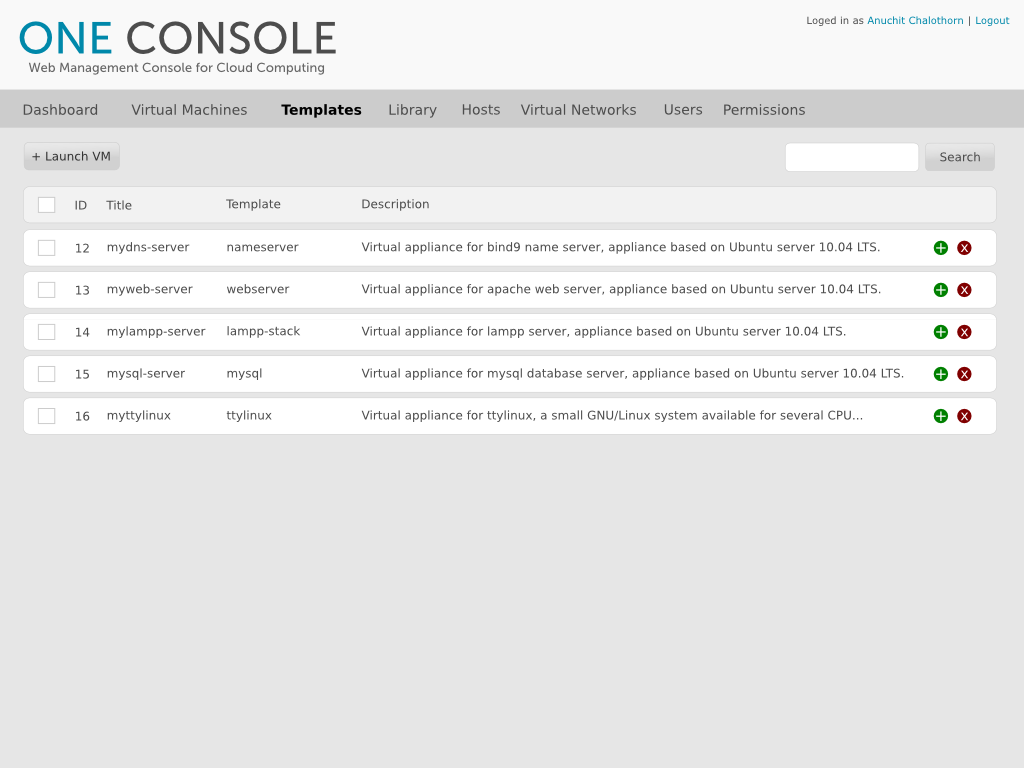 ONE CONSOLE
Web Management Console for Cloud Computing
Loged in as Anuchit Chalothorn | Logout
Dashboard Virtual Machines Templates Library Hosts Virtual Networks Users Permissions
+ Launch VM Search
ID Title Template Description
12 mydns-server nameserver Virtual appliance for bind9 name server, appliance based on Ubuntu server 10.04 LTS. + X
13 myweb-server webserver Virtual appliance for apache web server, appliance based on Ubuntu server 10.04 LTS. + X
14 mylampp-server lampp-stack Virtual appliance for lampp server, appliance based on Ubuntu server 10.04 LTS. + X
15 mysql-server mysql Virtual appliance for mysql database server, appliance based on Ubuntu server 10.04 LTS. + X
16 myttylinux ttylinux Virtual appliance for ttylinux, a small GNU/Linux system available for several CPU... + X